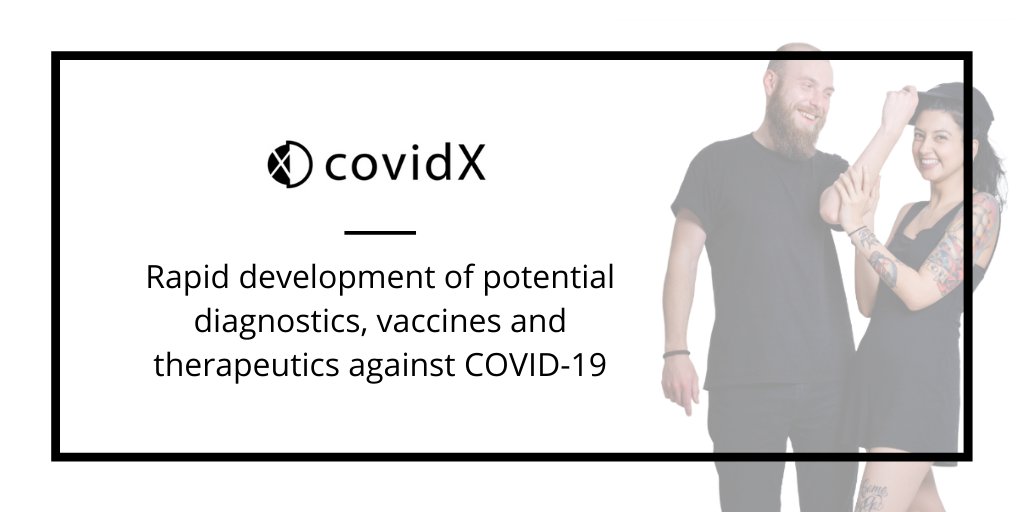 covidX
Rapid development of potential
diagnostics, vaccines and
therapeutics against COVID-19